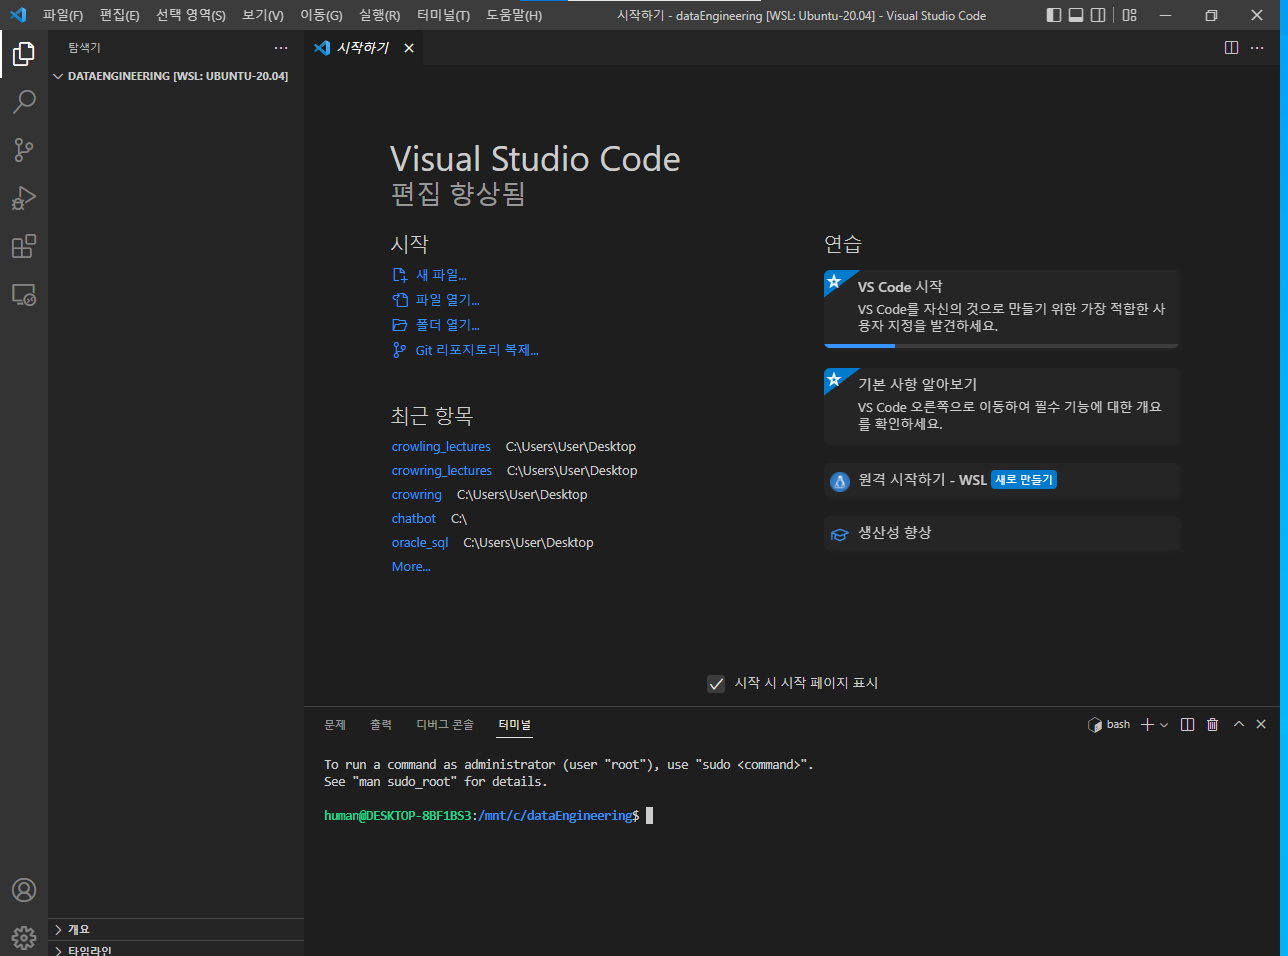 파일(F) 편집(E) 선택 영역(S) 보기(V) 이동(G) 실행(R) 터미널(T) 도움말(H) 시작하기 - dataEngineering [WSL: Ubuntu-20.04] - Visual Studio Code
탐색기
시작하기
DATAENGINEERING [WSL: UBUNTU-20.04]
Visual Studio Code
편집 향상됨
시작
새 파일...
파일 열기...
폴더 열기...
Git 리포지토리 복제...
최근 항목
crowling_lectures C:\Users\User\Desktop
crowring_lectures C:\Users\User\Desktop
crowring C:\Users\User\Desktop
chatbot C:\
oracle_sql C:\Users\User\Desktop
More...
연습
VS Code 시작
VS Code를 자신의 것으로 만들기 위한 가장 적합한 사
용자 지정을 발견하세요.
기본 사항 알아보기
VS Code 오른쪽으로 이동하여 필수 기능에 대한 개요
를 확인하세요.
원격 시작하기 - WSL 새로 만들기
생산성 향상
시작 시 시작 페이지 표시
문제 출력 디버그 콘솔 터미널 bash
To run a command as administrator (user "root"), use "sudo <command>".
See "man sudo_root" for details.
human@DESKTOP-8BF1BS3:/mnt/c/dataEngineering$
개요
타임라인